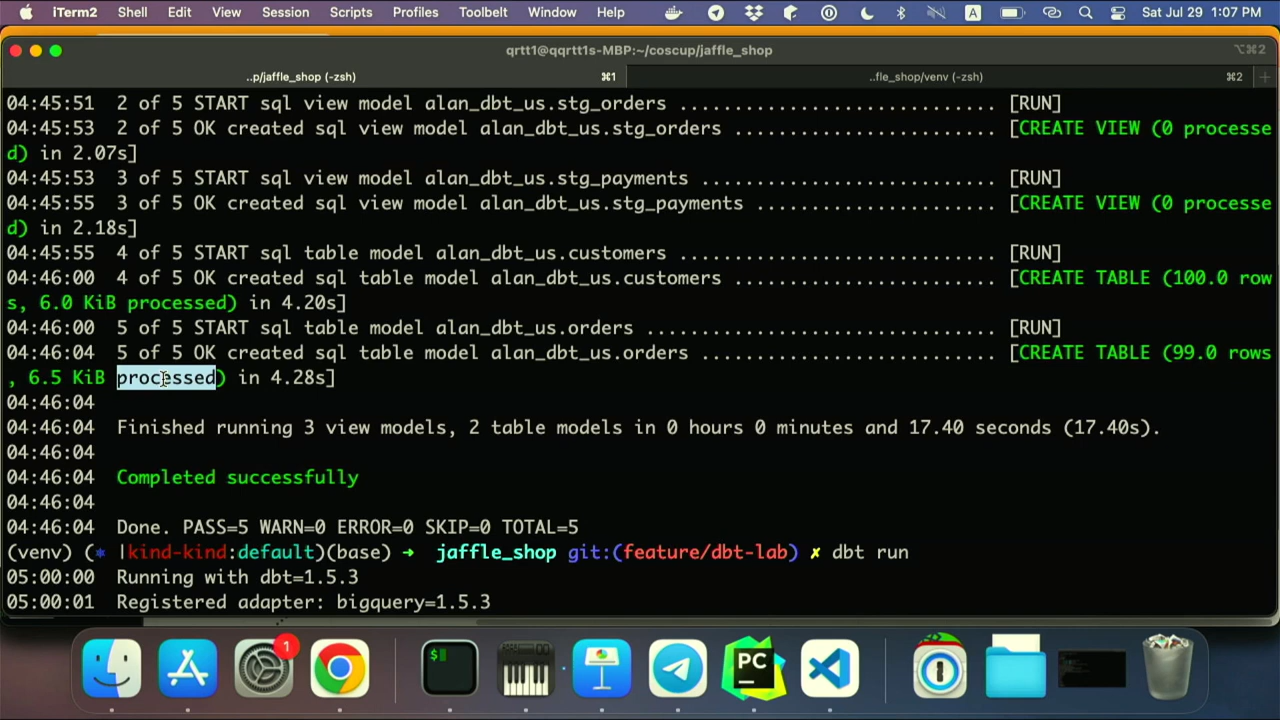 iTerm2 Shell Edit View Session Scripts Profiles Toolbelt Window Help A Sat Jul 29 1:07 PM
qrtt1@qqrtt1s-MBP:~/coscup/jaffle_shop ⌥⌘2
..p/jaffle_shop (-zsh) ⌘1 ..fle_shop/venv (-zsh) ⌘2 +
04:45:51 2 of 5 START sql view model alan_dbt_us.stg_orders .............................. [RUN]
04:45:53 2 of 5 OK created sql view model alan_dbt_us.stg_orders ......................... [CREATE VIEW (0 processe
d) in 2.07s]
04:45:53 3 of 5 START sql view model alan_dbt_us.stg_payments ............................ [RUN]
04:45:55 3 of 5 OK created sql view model alan_dbt_us.stg_payments ....................... [CREATE VIEW (0 processe
d) in 2.18s]
04:45:55 4 of 5 START sql table model alan_dbt_us.customers .............................. [RUN]
04:46:00 4 of 5 OK created sql table model alan_dbt_us.customers ......................... [CREATE TABLE (100.0 row
s, 6.0 KiB processed) in 4.20s]
04:46:00 5 of 5 START sql table model alan_dbt_us.orders ................................. [RUN]
04:46:04 5 of 5 OK created sql table model alan_dbt_us.orders ............................ [CREATE TABLE (99.0 rows
, 6.5 KiB processed) in 4.28s]
04:46:04
04:46:04 Finished running 3 view models, 2 table models in 0 hours 0 minutes and 17.40 seconds (17.40s).
04:46:04
04:46:04 Completed successfully
04:46:04
04:46:04 Done. PASS=5 WARN=0 ERROR=0 SKIP=0 TOTAL=5
(venv) (⎈ |kind-kind:default)(base) ➜ jaffle_shop git:(feature/dbt-lab) ✗ dbt run
05:00:00 Running with dbt=1.5.3
05:00:01 Registered adapter: bigquery=1.5.3
1
$
PC